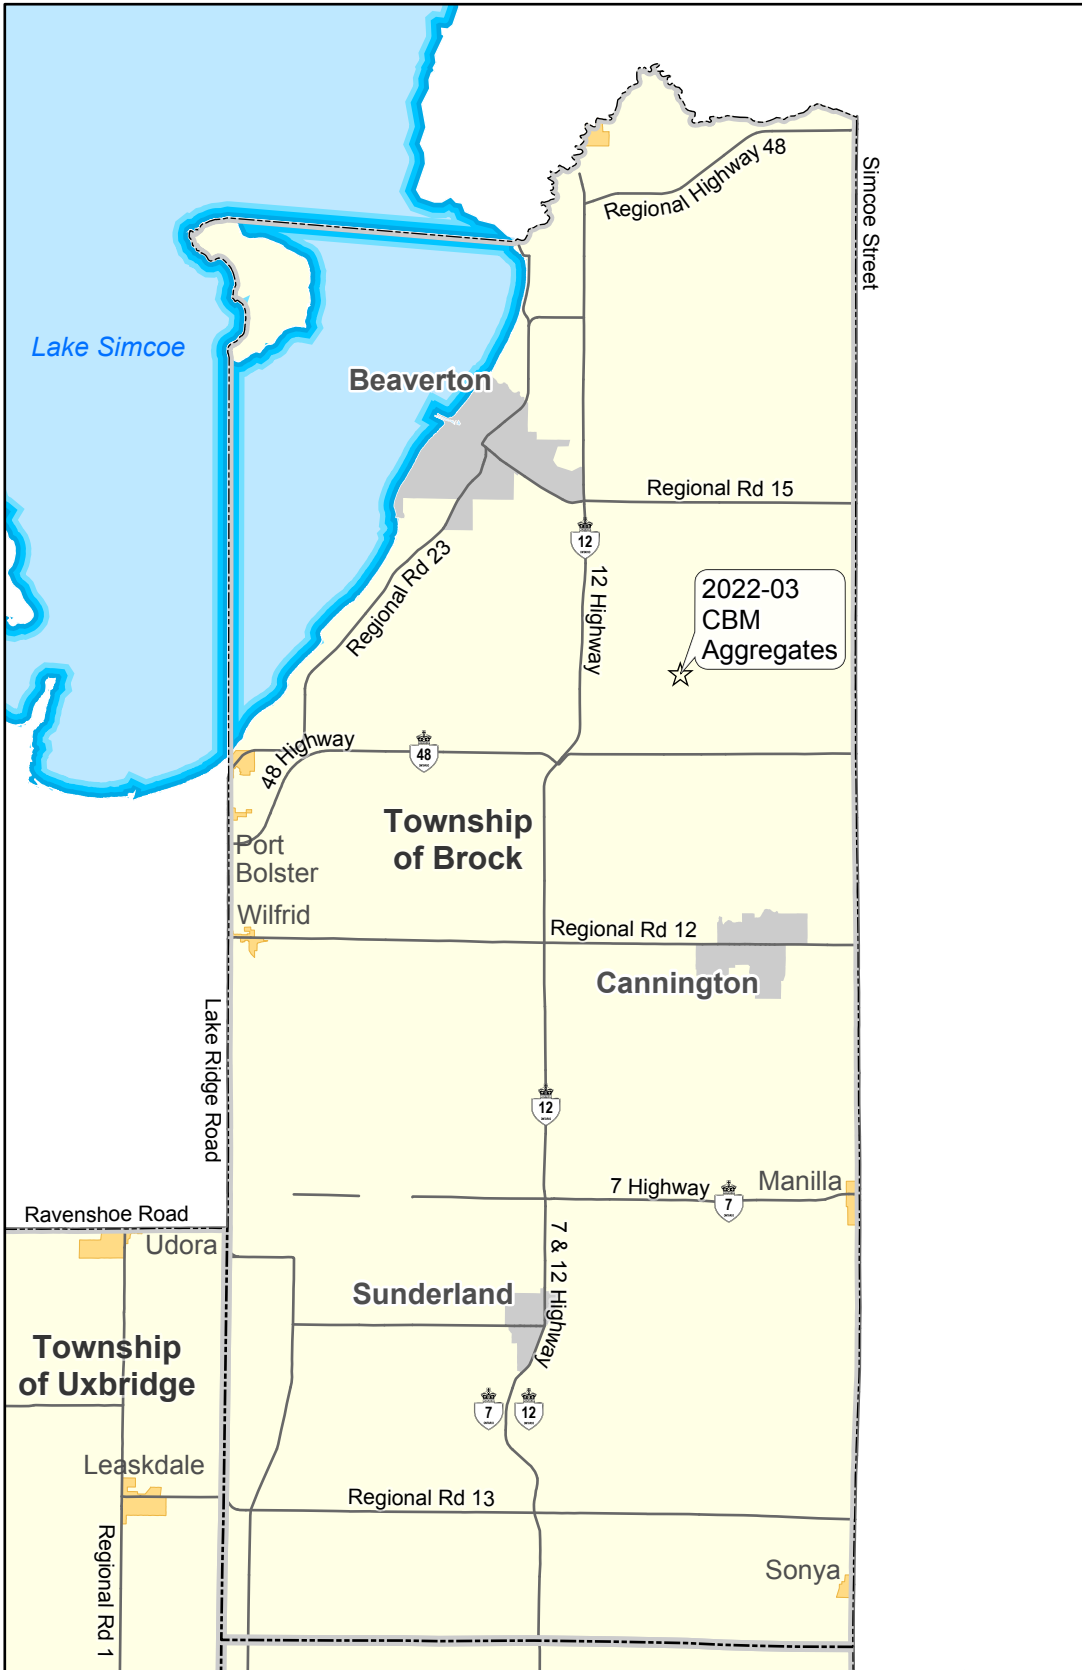 Regional Highway 48
Simcoe Street
Lake Simcoe
Beaverton
Regional Rd 15
12
Regional Rd 23
12 Highway
2022-03
CBM
Aggregates
48 Highway
48
Township
of Brock
Port
Bolster
Wilfrid
Regional Rd 12
Cannington
Lake Ridge Road
12
7 Highway
7
Manilla
Ravenshoe Road
Udora
7 & 12 Highway
Sunderland
Township
of Uxbridge
7
12
Leaskdale
Regional Rd 13
Regional Rd 1
Sonya